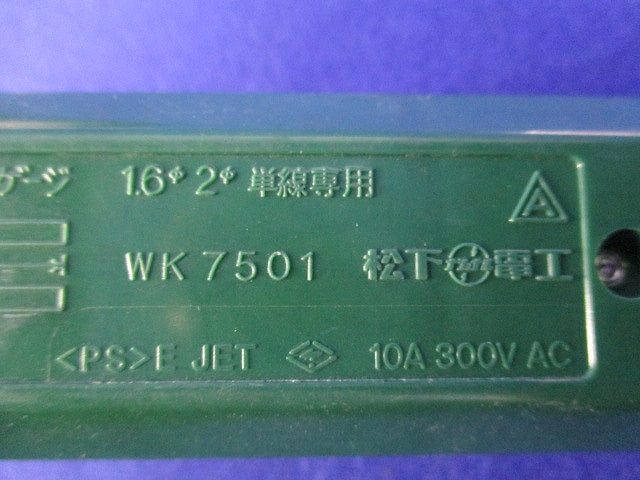 ゲージ 1.6φ 2φ 単線専用
A
WK7501 松下電工
<PS>E JET 10A 300V AC